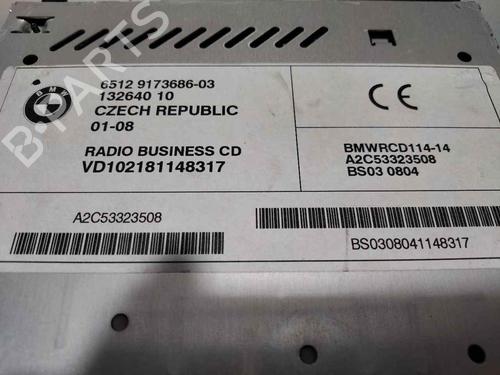 BMW
6512 9173686-03
132640 10
CZECH REPUBLIC
01-08
RADIO BUSINESS CD
VD102181148317
CE
BMWRCD114-14
A2C53323508
BS03 0804
A2C53323508
BS0308041148317
B-PARTS